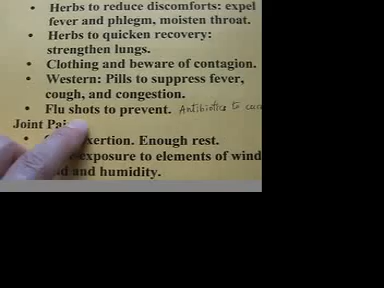 • Herbs to reduce discomforts: expel
fever and phlegm, moisten throat.
• Herbs to quicken recovery:
strengthen lungs.
• Clothing and beware of contagion.
• Western: Pills to suppress fever,
cough, and congestion.
• Flu shots to prevent. Antibiotics to
Joint Pai
• exertion. Enough rest.
exposure to elements of wind
and humidity.